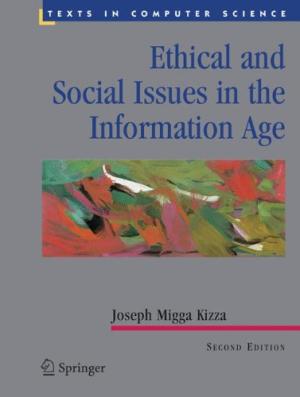 TEXTS IN COMPUTER SCIENCE
Ethical and
Social Issues in the
Information Age
Joseph Migga Kizza
SECOND EDITION
Springer